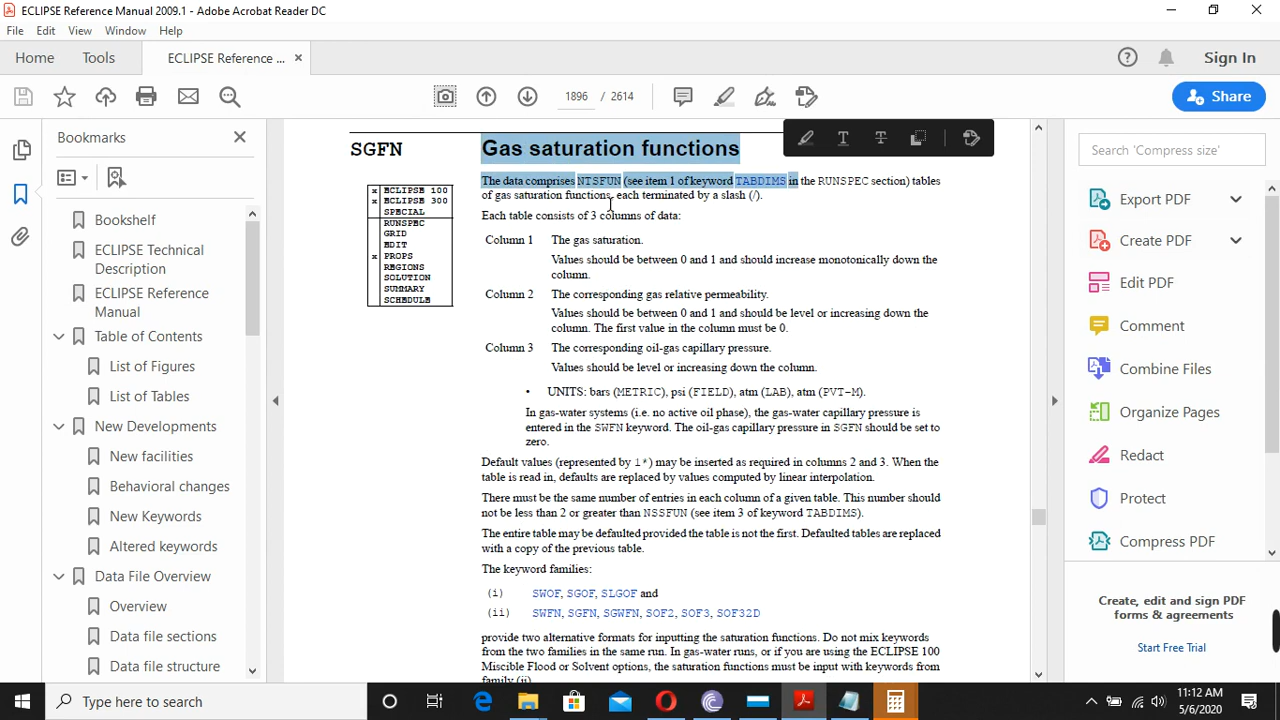 ECLIPSE Reference Manual 2009.1 - Adobe Acrobat Reader DC
File Edit View Window Help
Home Tools ECLIPSE Reference ... × Sign In
1896 / 2614 Share
Bookmarks
Bookshelf
ECLIPSE Technical
Description
ECLIPSE Reference
Manual
Table of Contents
List of Figures
List of Tables
New Developments
New facilities
Behavioral changes
New Keywords
Altered keywords
Data File Overview
Overview
Data file sections
Data file structure
SGFN Gas saturation functions
x ECLIPSE 100
x ECLIPSE 300
SPECIAL
RUNSPEC
GRID
EDIT
x PROPS
REGIONS
SOLUTION
SUMMARY
SCHEDULE
The data comprises NTSFUN (see item 1 of keyword TABDIMS in the RUNSPEC section) tables
of gas saturation functions, each terminated by a slash (/).
Each table consists of 3 columns of data:
Column 1 The gas saturation.
Values should be between 0 and 1 and should increase monotonically down the
column.
Column 2 The corresponding gas relative permeability.
Values should be between 0 and 1 and should be level or increasing down the
column. The first value in the column must be 0.
Column 3 The corresponding oil-gas capillary pressure.
Values should be level or increasing down the column.
• UNITS: bars (METRIC), psi (FIELD), atm (LAB), atm (PVT-M).
In gas-water systems (i.e. no active oil phase), the gas-water capillary pressure is
entered in the SWFN keyword. The oil-gas capillary pressure in SGFN should be set to
zero.
Default values (represented by 1*) may be inserted as required in columns 2 and 3. When the
table is read in, defaults are replaced by values computed by linear interpolation.
There must be the same number of entries in each column of a given table. This number should
not be less than 2 or greater than NSSFUN (see item 3 of keyword TABDIMS).
The entire table may be defaulted provided the table is not the first. Defaulted tables are replaced
with a copy of the previous table.
The keyword families:
(i) SWOF, SGOF, SLGOF and
(ii) SWFN, SGFN, SGWFN, SOF2, SOF3, SOF32D
provide two alternative formats for inputting the saturation functions. Do not mix keywords
from the two families in the same run. In gas-water runs, or if you are using the ECLIPSE 100
Miscible Flood or Solvent options, the saturation functions must be input with keywords from
family (ii).
Search 'Compress PDF'
Export PDF
Create PDF
Edit PDF
Comment
Combine Files
Organize Pages
Redact
Protect
Compress PDF
Create, edit and sign PDF
forms & agreements
Start Free Trial
Type here to search
11:12 AM
5/6/2020